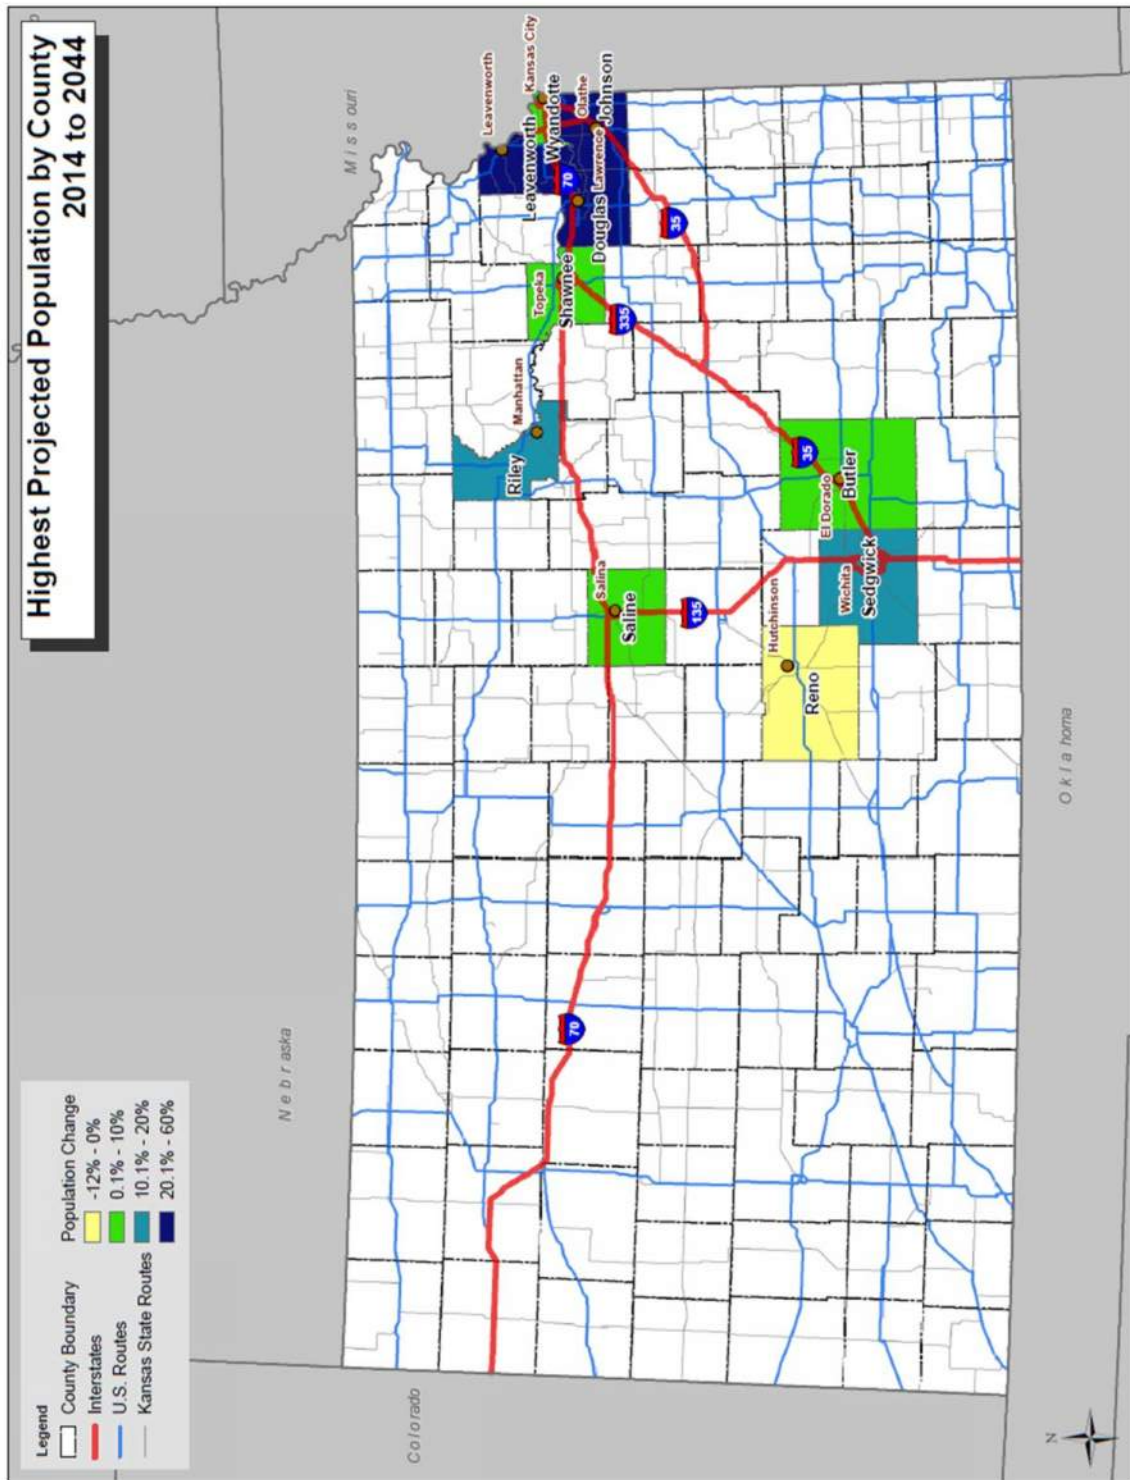 Highest Projected Population by County
2014 to 2044
Legend
County Boundary
Interstates
U.S. Routes
Kansas State Routes
Population Change
-12% - 0%
0.1% - 10%
10.1% - 20%
20.1% - 60%
Nebraska
Missouri
Colorado
Oklahoma
Leavenworth
Kansas City
Leavenworth
Wyandotte
Olathe
Johnson
70
Lawrence
Douglas
35
Topeka
Shawnee
335
Manhattan
Riley
Salina
Saline
135
35
El Dorado
Butler
Wichita
Sedgwick
Hutchinson
Reno
70
N